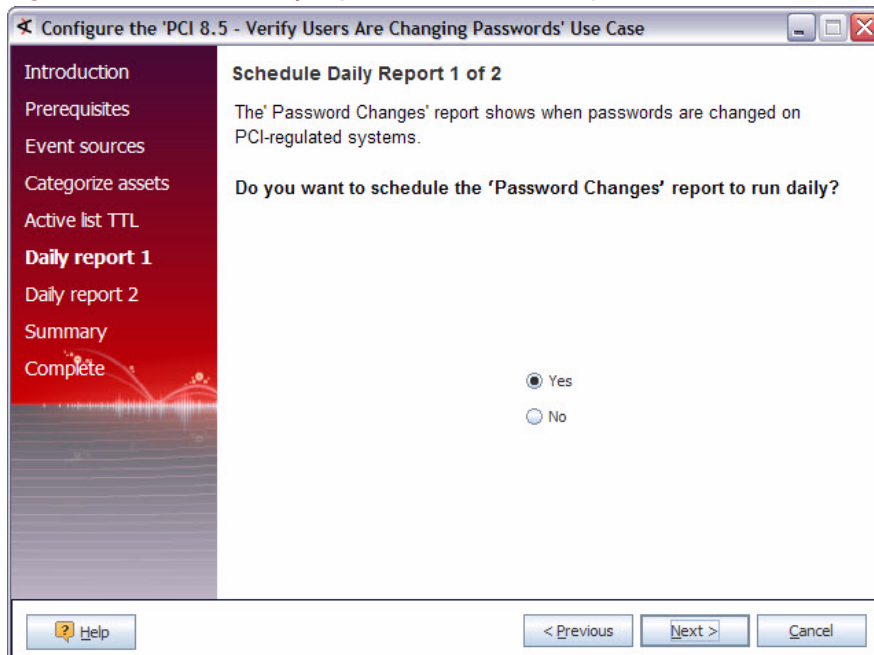 Configure the 'PCI 8.5 - Verify Users Are Changing Passwords' Use Case
Introduction
Prerequisites
Event sources
Categorize assets
Active list TTL
Daily report 1
Daily report 2
Summary
Complete
Schedule Daily Report 1 of 2
The' Password Changes' report shows when passwords are changed on
PCI-regulated systems.
Do you want to schedule the 'Password Changes' report to run daily?
Yes
No
Help
< Previous
Next >
Cancel